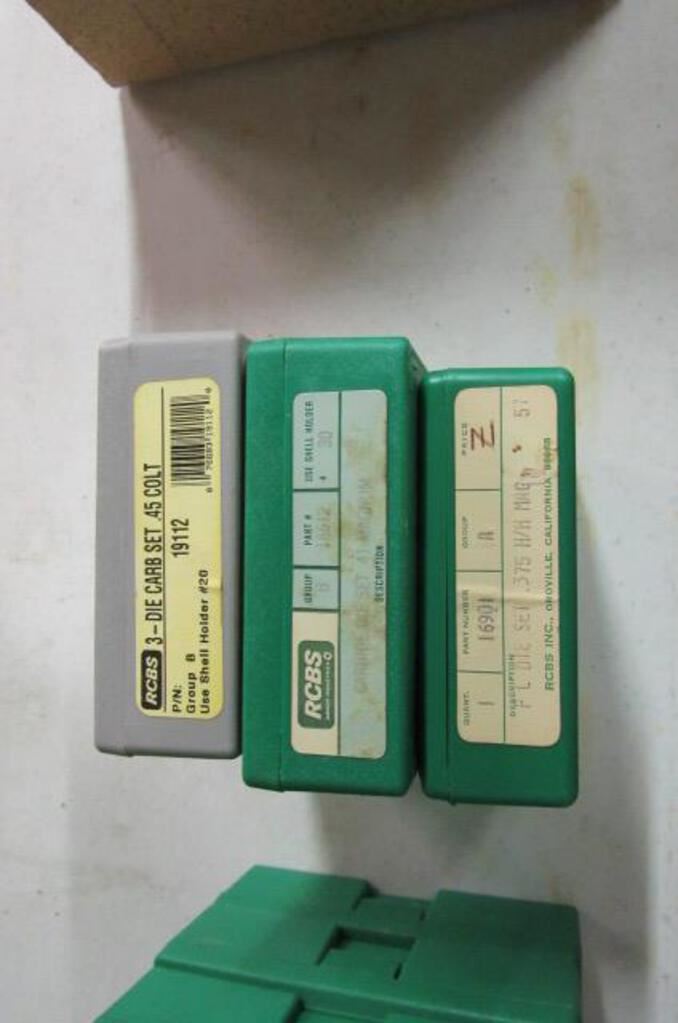 RCBS 3-DIE CARB SET .45 COLT
P/N: 19112
Group B
Use Shell Holder #20
RCBS
GROUP PART # USE SHELL HOLDER
# 30
DESCRIPTION
QUANT. PART NUMBER GROUP PRICE
1 16901 A Z
DESCRIPTION
F L DIE SET .375 H/H MAG
RCBS INC., OROVILLE, CALIFORNIA